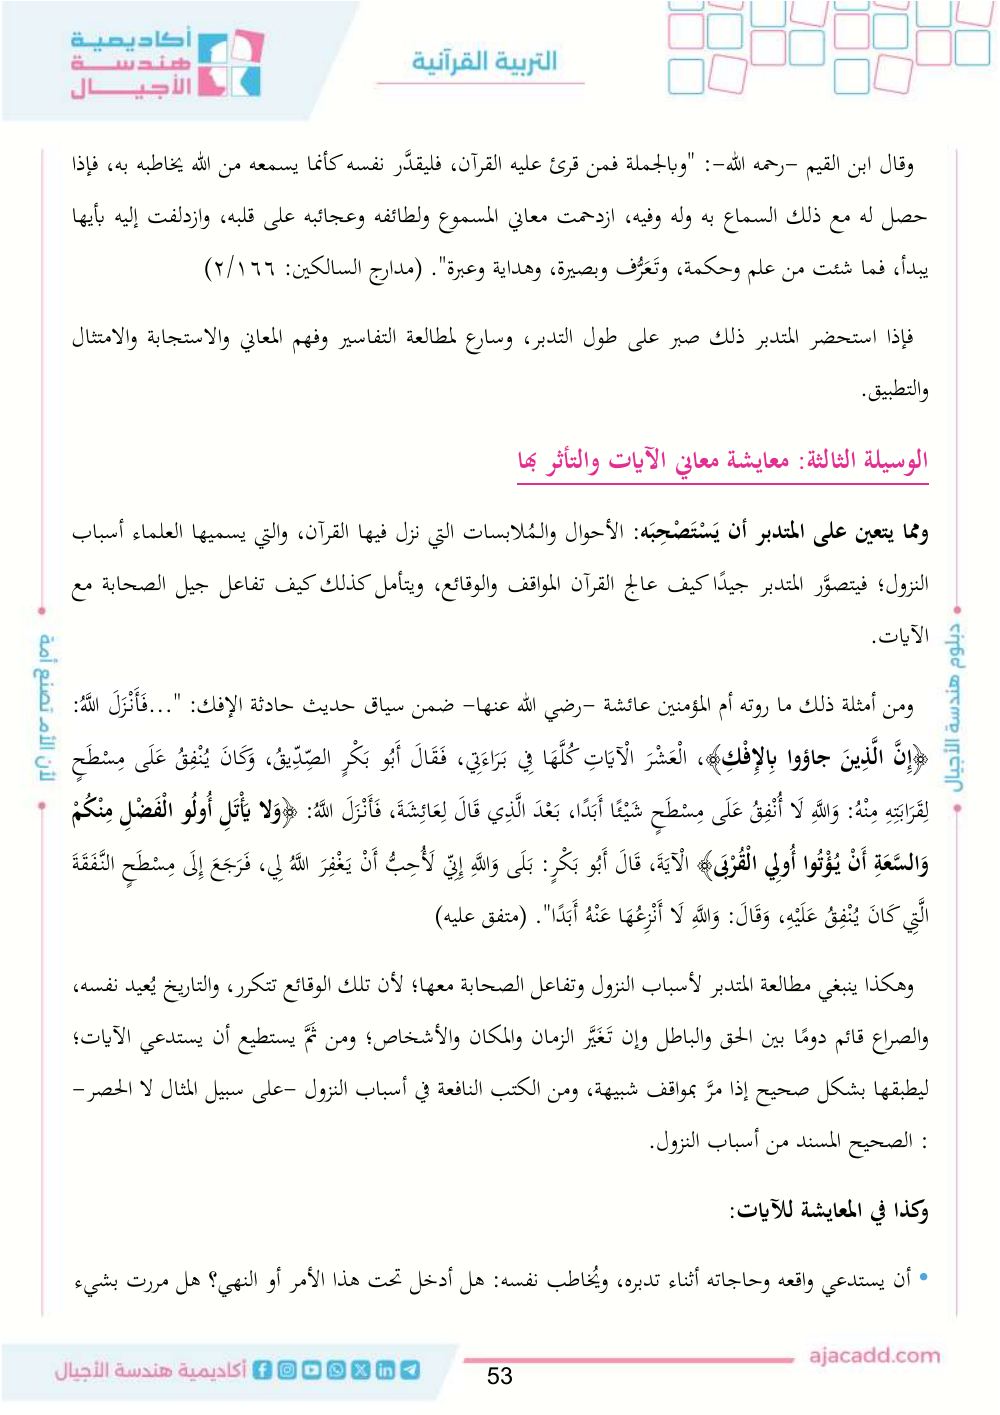 أكاديمية
هندسة
الأجيال
التربية القرآنية
وقال ابن القيم –رحمه الله–: "وبالجملة فمن قرئ عليه القرآن، فليقدَّر نفسه كأنما يسمعه من الله يخاطبه به، فإذا
حصل له مع ذلك السماع به وله وفيه، ازدحمت معاني المسموع ولطائفه وعجائبه على قلبه، وازدلفت إليه بأيها
يبدأ، فما شئت من علم وحكمة، وتَعَرُّف وبصيرة، وهداية وعبرة". (مدارج السالكين: ٢/١٦٦)
فإذا استحضر المتدبر ذلك صبر على طول التدبر، وسارع لمطالعة التفاسير وفهم المعاني والاستجابة والامتثال
والتطبيق.
الوسيلة الثالثة: معايشة معاني الآيات والتأثر بها
ومما يتعين على المتدبر أن يَسْتَصْحِبَه: الأحوال والمُلابسات التي نزل فيها القرآن، والتي يسميها العلماء أسباب
النزول؛ فيتصوَّر المتدبر جيدًا كيف عالج القرآن المواقف والوقائع، ويتأمل كذلك كيف تفاعل جيل الصحابة مع
الآيات.
ومن أمثلة ذلك ما روته أم المؤمنين عائشة –رضي الله عنها– ضمن سياق حديث حادثة الإفك: "...فَأَنْزَلَ اللَّهُ:
﴿إِنَّ الَّذِينَ جاؤوا بِالإِفْكِ﴾، الْعَشْرَ الْآيَاتِ كُلَّهَا فِي بَرَاءَتِي، فَقَالَ أَبُو بَكْرٍ الصِّدِّيقُ، وَكَانَ يُنْفِقُ عَلَى مِسْطَحٍ
لِقَرَابَتِهِ مِنْهُ: وَاللَّهِ لَا أُنْفِقُ عَلَى مِسْطَحٍ شَيْئًا أَبَدًا، بَعْدَ الَّذِي قَالَ لِعَائِشَةَ، فَأَنْزَلَ اللَّهُ: ﴿وَلا يَأْتَلِ أُولُو الْفَضْلِ مِنْكُمْ
وَالسَّعَةِ أَنْ يُؤْتُوا أُولِي الْقُرْبَى﴾ الْآيَةَ، قَالَ أَبُو بَكْرٍ: بَلَى وَاللَّهِ إِنِّي لَأُحِبُّ أَنْ يَغْفِرَ اللَّهُ لِي، فَرَجَعَ إِلَى مِسْطَحٍ النَّفَقَةَ
الَّتِي كَانَ يُنْفِقُ عَلَيْهِ، وَقَالَ: وَاللَّهِ لَا أَنْزِعُهَا عَنْهُ أَبَدًا". (متفق عليه)
وهكذا ينبغي مطالعة المتدبر لأسباب النزول وتفاعل الصحابة معها؛ لأن تلك الوقائع تتكرر، والتاريخ يُعيد نفسه،
والصراع قائم دومًا بين الحق والباطل وإن تَغَيَّر الزمان والمكان والأشخاص؛ ومن ثَمَّ يستطيع أن يستدعي الآيات؛
ليطبقها بشكل صحيح إذا مرَّ بمواقف شبيهة، ومن الكتب النافعة في أسباب النزول –على سبيل المثال لا الحصر–
: الصحيح المسند من أسباب النزول.
وكذا في المعايشة للآيات:
• أن يستدعي واقعه وحاجاته أثناء تدبره، ويُخاطب نفسه: هل أدخل تحت هذا الأمر أو النهي؟ هل مررت بشيء
دبلوم هندسة الأجيال
لأن الأمـ تصنع أمة
أكاديمية هندسة الأجيال
53
ajacadd.com